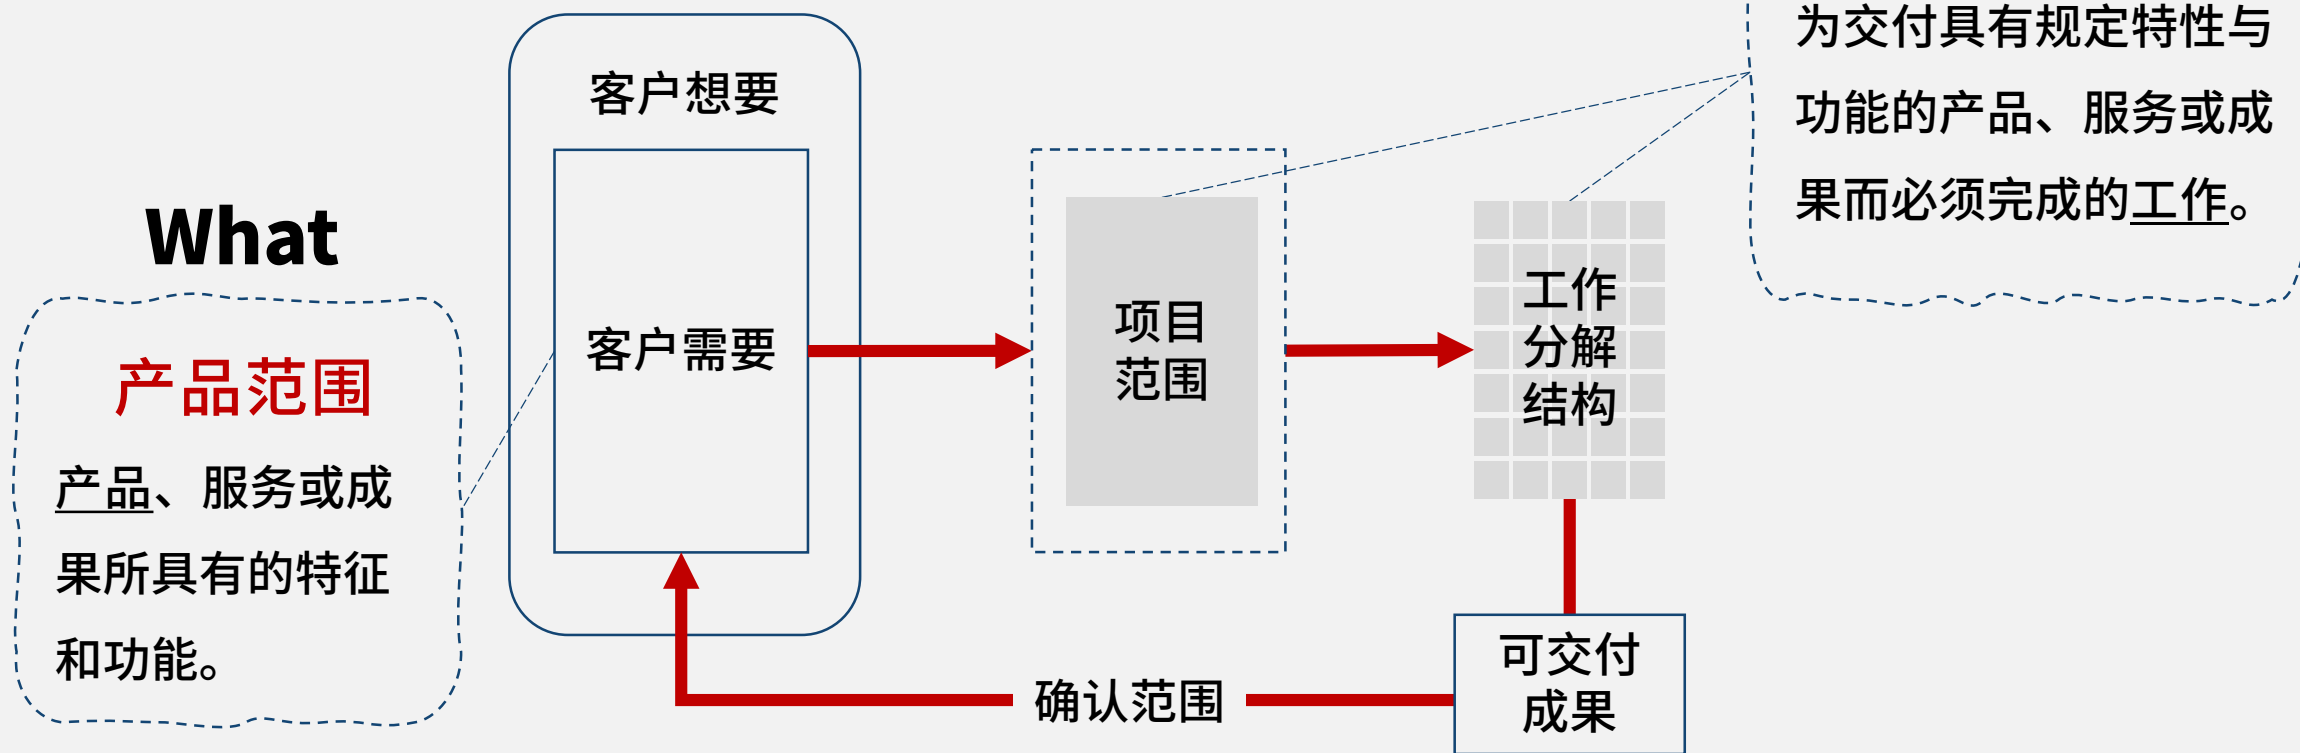 What
产品范围
产品、服务或成
果所具有的特征
和功能。
客户想要
客户需要
项目
范围
工作
分解
结构
为交付具有规定特性与
功能的产品、服务或成
果而必须完成的工作。
可交付
成果
确认范围